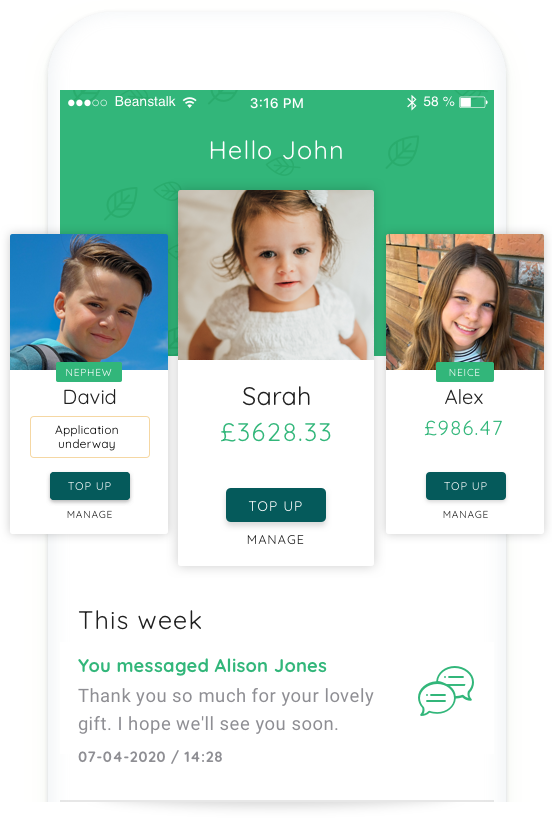 Beanstalk 3:16 PM 58 %
Hello John
NEPHEW
David
Application
underway
TOP UP
MANAGE
Sarah
£3628.33
TOP UP
MANAGE
NEICE
Alex
£986.47
TOP UP
MANAGE
This week
You messaged Alison Jones
Thank you so much for your lovely
gift. I hope we'll see you soon.
07-04-2020 / 14:28